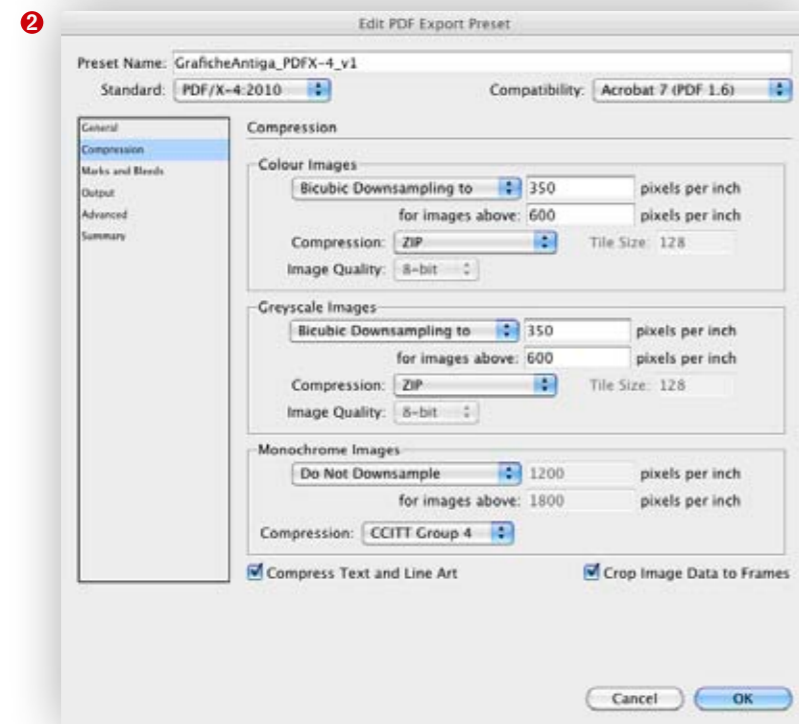 ❷
Edit PDF Export Preset
Preset Name: GraficheAntiga_PDFX-4_v1
Standard: PDF/X-4:2010 Compatibility: Acrobat 7 (PDF 1.6)
General
Compression
Marks and Bleeds
Output
Advanced
Summary
Compression
Colour Images
Bicubic Downsampling to 350 pixels per inch
for images above: 600 pixels per inch
Compression: ZIP Tile Size: 128
Image Quality: 8-bit
Greyscale Images
Bicubic Downsampling to 350 pixels per inch
for images above: 600 pixels per inch
Compression: ZIP Tile Size: 128
Image Quality: 8-bit
Monochrome Images
Do Not Downsample 1200 pixels per inch
for images above: 1800 pixels per inch
Compression: CCITT Group 4
Compress Text and Line Art Crop Image Data to Frames
Cancel OK